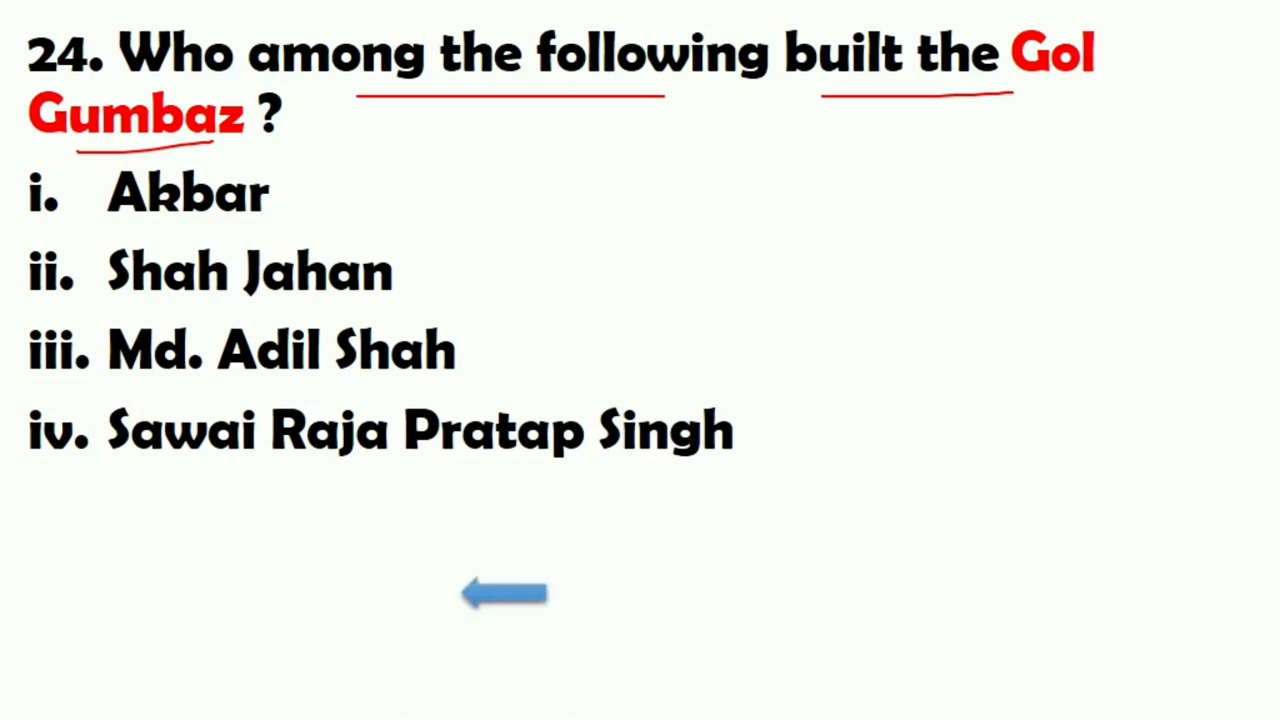 24. Who among the following built the Gol
Gumbaz ?
i. Akbar
ii. Shah Jahan
iii. Md. Adil Shah
iv. Sawai Raja Pratap Singh